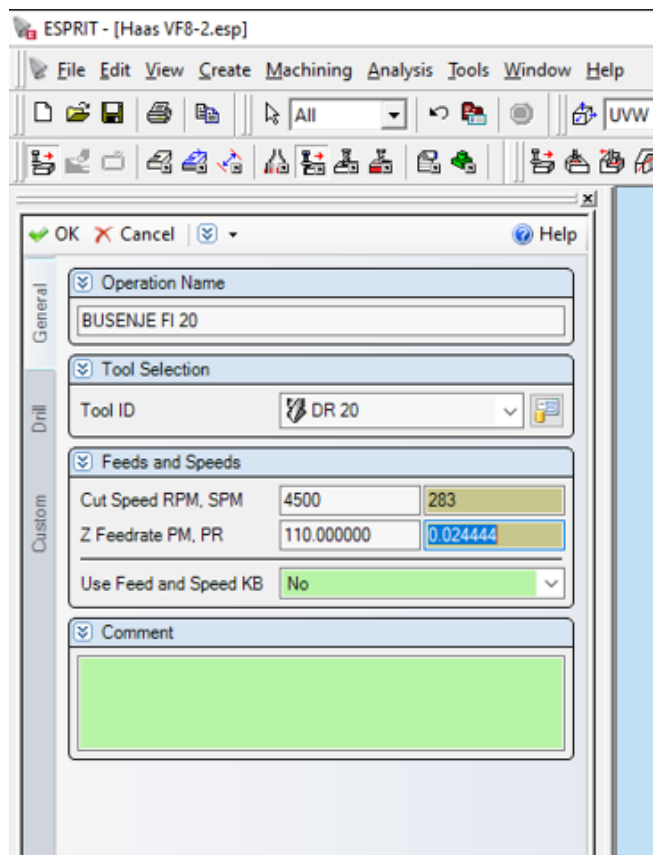 ESPRIT - [Haas VF8-2.esp]
File Edit View Create Machining Analysis Tools Window Help
All
UVW
OK Cancel Help
General
Drill
Custom
Operation Name
BUSENJE FI 20
Tool Selection
Tool ID DR 20
Feeds and Speeds
Cut Speed RPM, SPM 4500 283
Z Feedrate PM, PR 110.000000 0.024444
Use Feed and Speed KB No
Comment